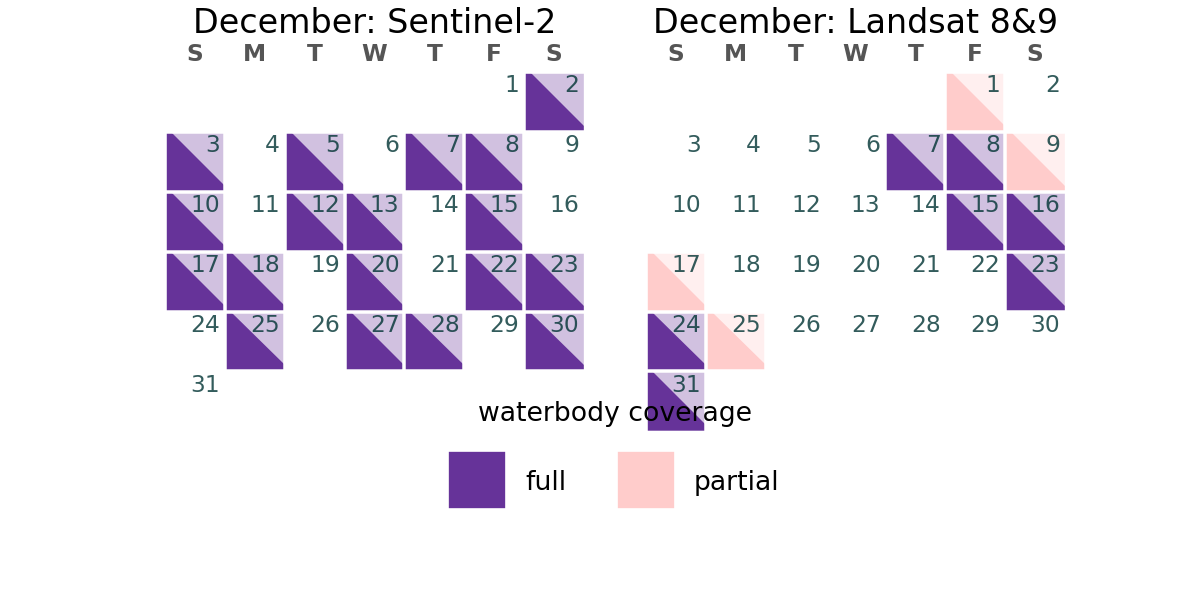 December: Sentinel-2
S M T W T F S
1 2
3 4 5 6 7 8 9
10 11 12 13 14 15 16
17 18 19 20 21 22 23
24 25 26 27 28 29 30
31
December: Landsat 8&9
S M T W T F S
1 2
3 4 5 6 7 8 9
10 11 12 13 14 15 16
17 18 19 20 21 22 23
24 25 26 27 28 29 30
31
waterbody coverage
full
partial